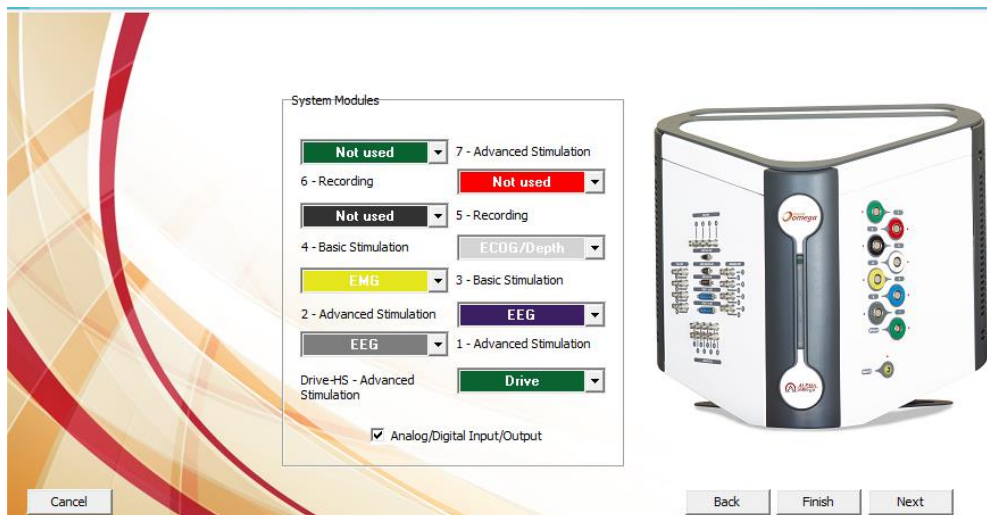 System Modules
Not used 7 - Advanced Stimulation
6 - Recording Not used
Not used 5 - Recording
4 - Basic Stimulation ECOG/Depth
EMG 3 - Basic Stimulation
2 - Advanced Stimulation EEG
EEG 1 - Advanced Stimulation
Drive-HS - Advanced Stimulation Drive
Analog/Digital Input/Output
omega
ALPHA OMEGA
Cancel Back Finish Next